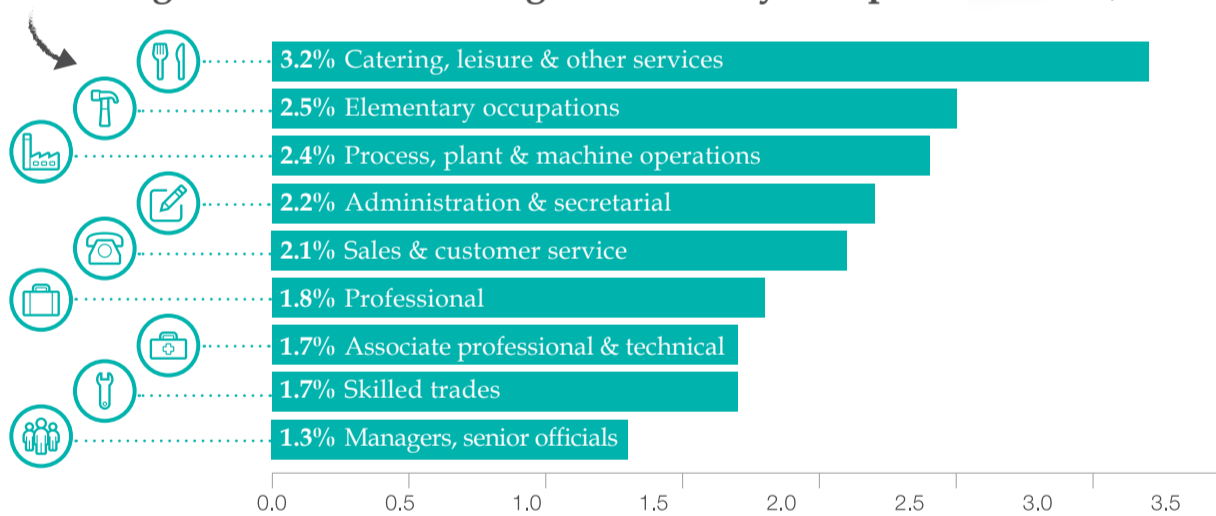 3.2% Catering, leisure & other services
2.5% Elementary occupations
2.4% Process, plant & machine operations
2.2% Administration & secretarial
2.1% Sales & customer service
1.8% Professional
1.7% Associate professional & technical
1.7% Skilled trades
1.3% Managers, senior officials
0.0 0.5 1.0 1.5 2.0 2.5 3.0 3.5